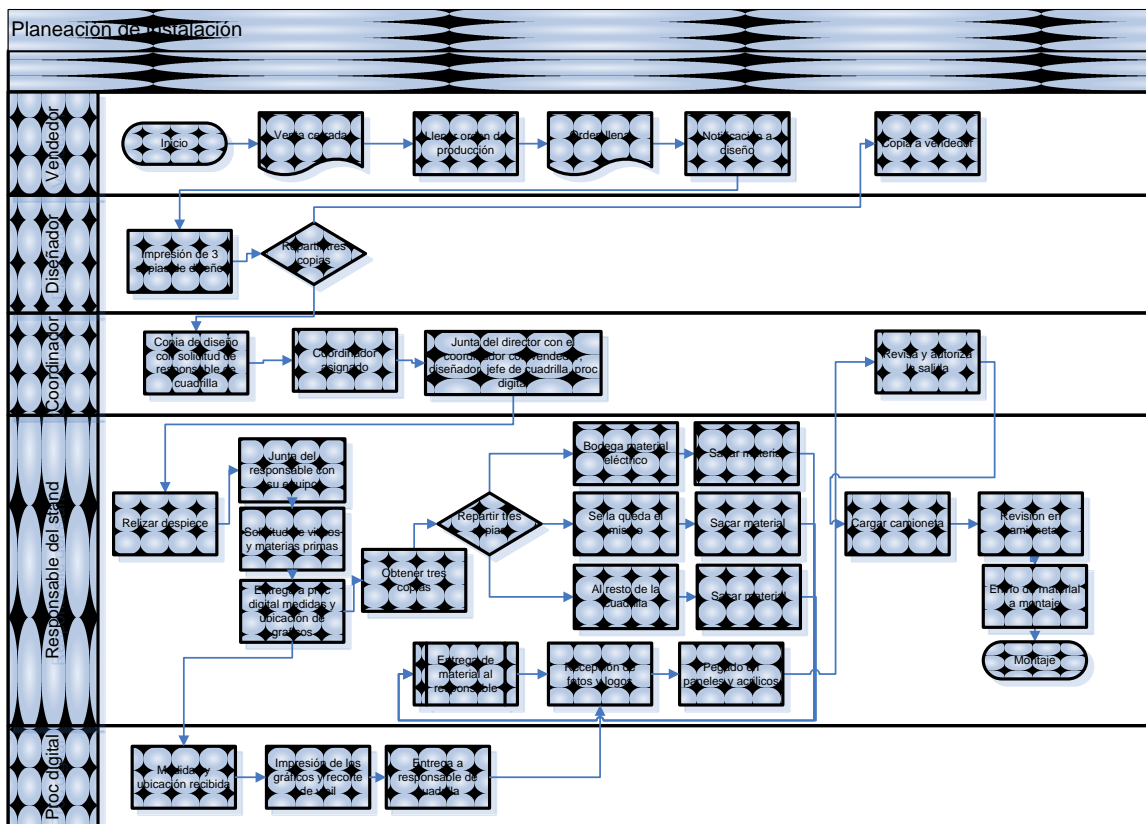 Planeación de instalación
Vendedor
Inicio
Venta cerrada
Llenar orden de
producción
Orden llena
Notificación a
diseño
Copia a vendedor
Diseñador
Impresión de 3
copias de diseño
Repartir tres
copias
Coordinador
Copia de diseño
con solicitud de
responsable de
cuadrilla
Coordinador
asignado
Junta del director con el
coordinador con vendedor,
diseñador, jefe de cuadrilla, proc
digital
Revisa y autoriza
la salida
Responsable del stand
Relizar despiece
Junta del
responsable con
su equipo
Solicitud de vinilos
y materias primas
Entrega a proc
digital medidas y
ubicación de
gráficos
Obtener tres
copias
Repartir tres
copias
Bodega material
eléctrico
Sacar material
Se la queda el
mismo
Sacar material
Al resto de la
cuadrilla
Sacar material
Entrega de
material al
responsable
Recepción de
fotos y logos
Pegado en
paneles y acrílicos
Cargar camioneta
Revisión en
camioneta
Envío de material
a montaje
Montaje
Proc digital
Medidas y
ubicación recibida
Impresión de los
gráficos y recorte
de vinil
Entrega a
responsable de
cuadrilla